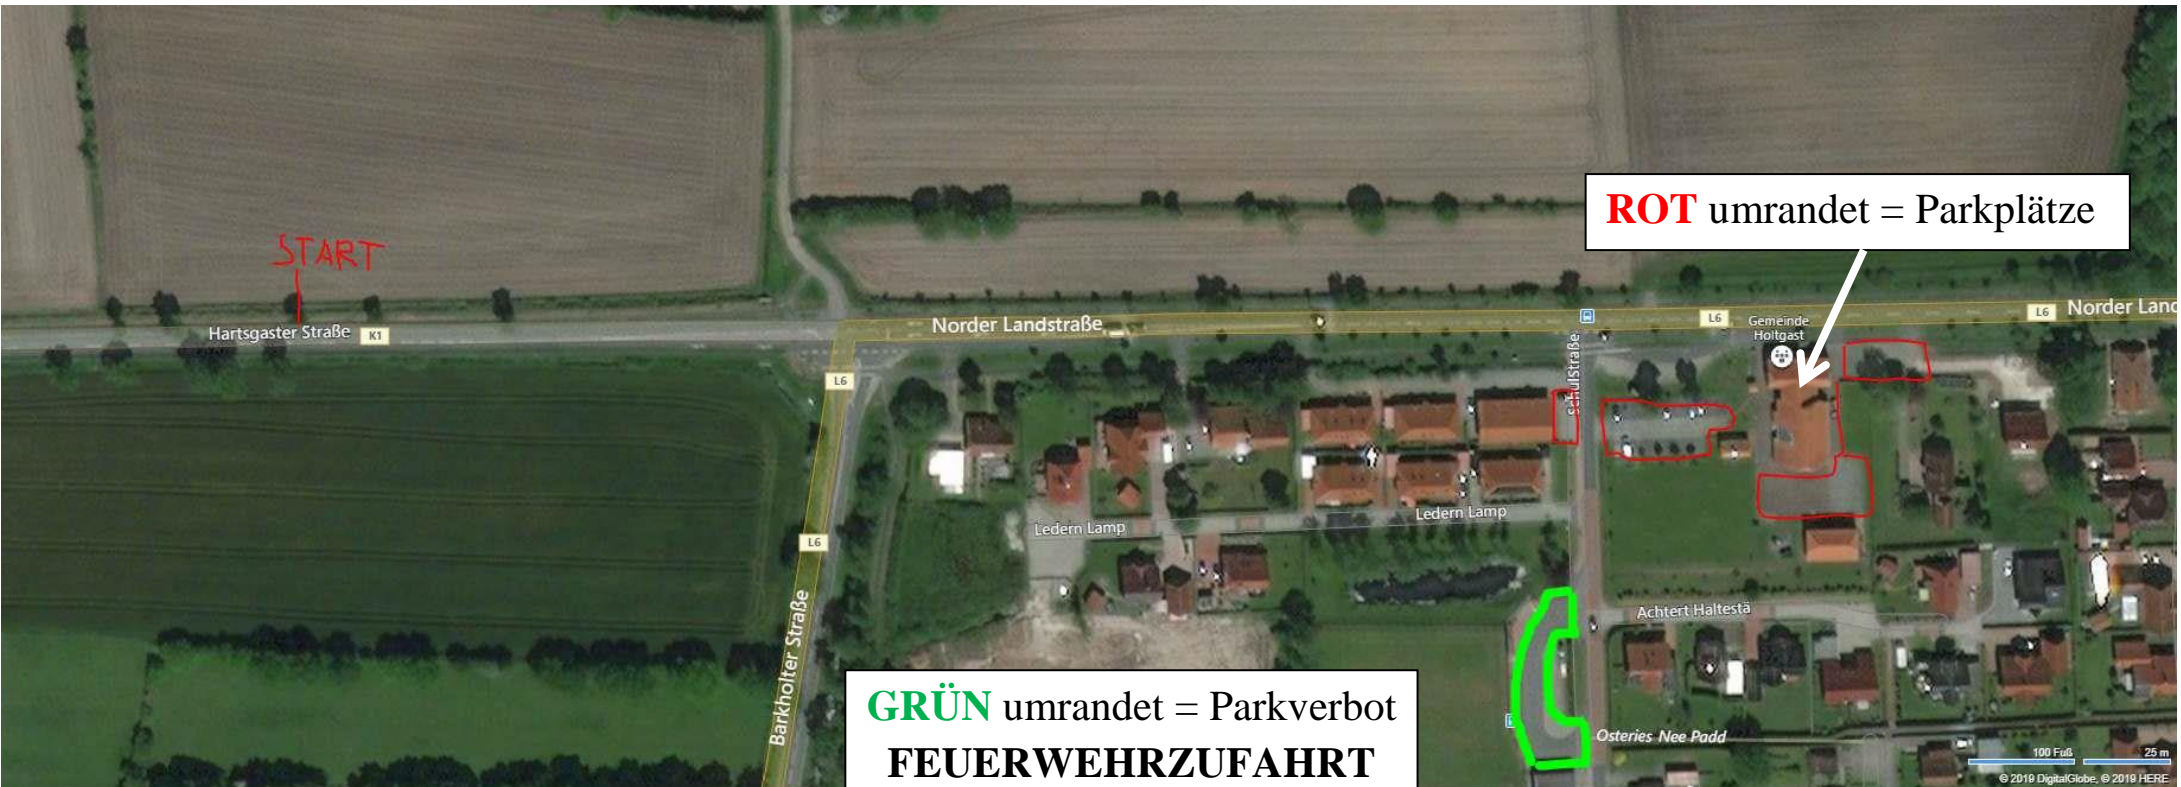 ROT umrandet = Parkplätze
START
Hartsgaster Straße
K1
Norder Landstraße
L6
Gemeinde
Holtgast
L6
Norder Land
L6
Schulstraße
L6
Barkholter Straße
Ledern Lamp
Ledern Lamp
Achtert Haltestä
Osteries Nee Padd
GRÜN umrandet = Parkverbot
FEUERWEHRZUFAHRT
100 Fuß
25 m
© 2019 DigitalGlobe, © 2019 HERE